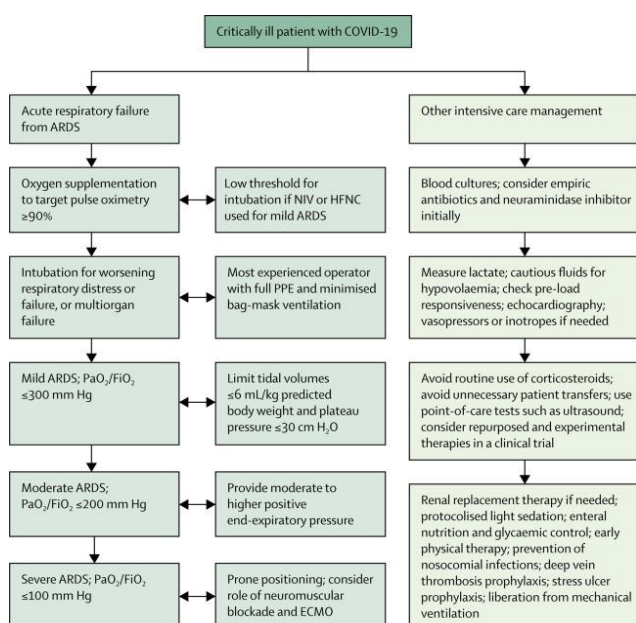 Critically ill patient with COVID-19
Acute respiratory failure
from ARDS
Oxygen supplementation
to target pulse oximetry
≥90%
Low threshold for
intubation if NIV or HFNC
used for mild ARDS
Intubation for worsening
respiratory distress or
failure, or multiorgan
failure
Most experienced operator
with full PPE and minimised
bag-mask ventilation
Mild ARDS; PaO₂/FiO₂
≤300 mm Hg
Limit tidal volumes
≤6 mL/kg predicted
body weight and plateau
pressure ≤30 cm H₂O
Moderate ARDS;
PaO₂/FiO₂ ≤200 mm Hg
Provide moderate to
higher positive
end-expiratory pressure
Severe ARDS; PaO₂/FiO₂
≤100 mm Hg
Prone positioning; consider
role of neuromuscular
blockade and ECMO
Other intensive care management
Blood cultures; consider empiric
antibiotics and neuraminidase inhibitor
initially
Measure lactate; cautious fluids for
hypovolaemia; check pre-load
responsiveness; echocardiography;
vasopressors or inotropes if needed
Avoid routine use of corticosteroids;
avoid unnecessary patient transfers; use
point-of-care tests such as ultrasound;
consider repurposed and experimental
therapies in a clinical trial
Renal replacement therapy if needed;
protocolised light sedation; enteral
nutrition and glycaemic control; early
physical therapy; prevention of
nosocomial infections; deep vein
thrombosis prophylaxis; stress ulcer
prophylaxis; liberation from mechanical
ventilation